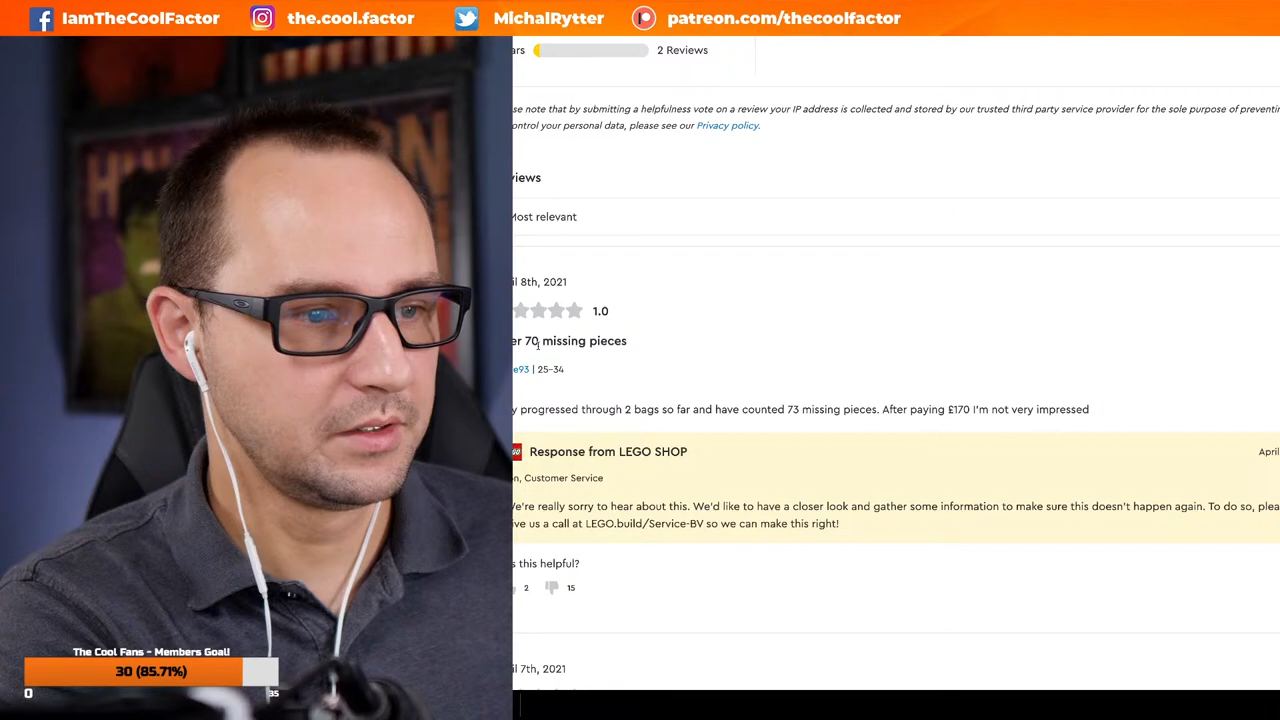 IamTheCoolFactor the.cool.factor MichalRytter patreon.com/thecoolfactor
ars 2 Reviews
se note that by submitting a helpfulness vote on a review your IP address is collected and stored by our trusted third party service provider for the sole purpose of preventin
ontrol your personal data, please see our Privacy policy.
views
Most relevant
il 8th, 2021
1.0
er 70 missing pieces
e93 | 25-34
y progressed through 2 bags so far and have counted 73 missing pieces. After paying £170 I'm not very impressed
Response from LEGO SHOP April
n, Customer Service
We're really sorry to hear about this. We'd like to have a closer look and gather some information to make sure this doesn't happen again. To do so, plea
ive us a call at LEGO.build/Service-BV so we can make this right!
s this helpful?
2 15
il 7th, 2021
The Cool Fans - Members Goal!
30 (85.71%)
0 35